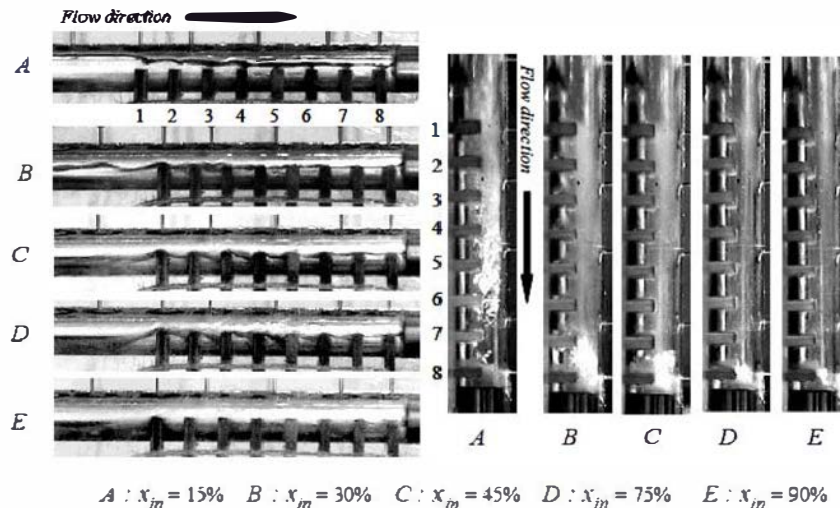 Flow direction
A
1 2 3 4 5 6 7 8
B
C
D
E
Flow direction
1
2
3
4
5
6
7
8
A B C D E
A : x_in = 15% B : x_in = 30% C : x_in = 45% D : x_in = 75% E : x_in = 90%